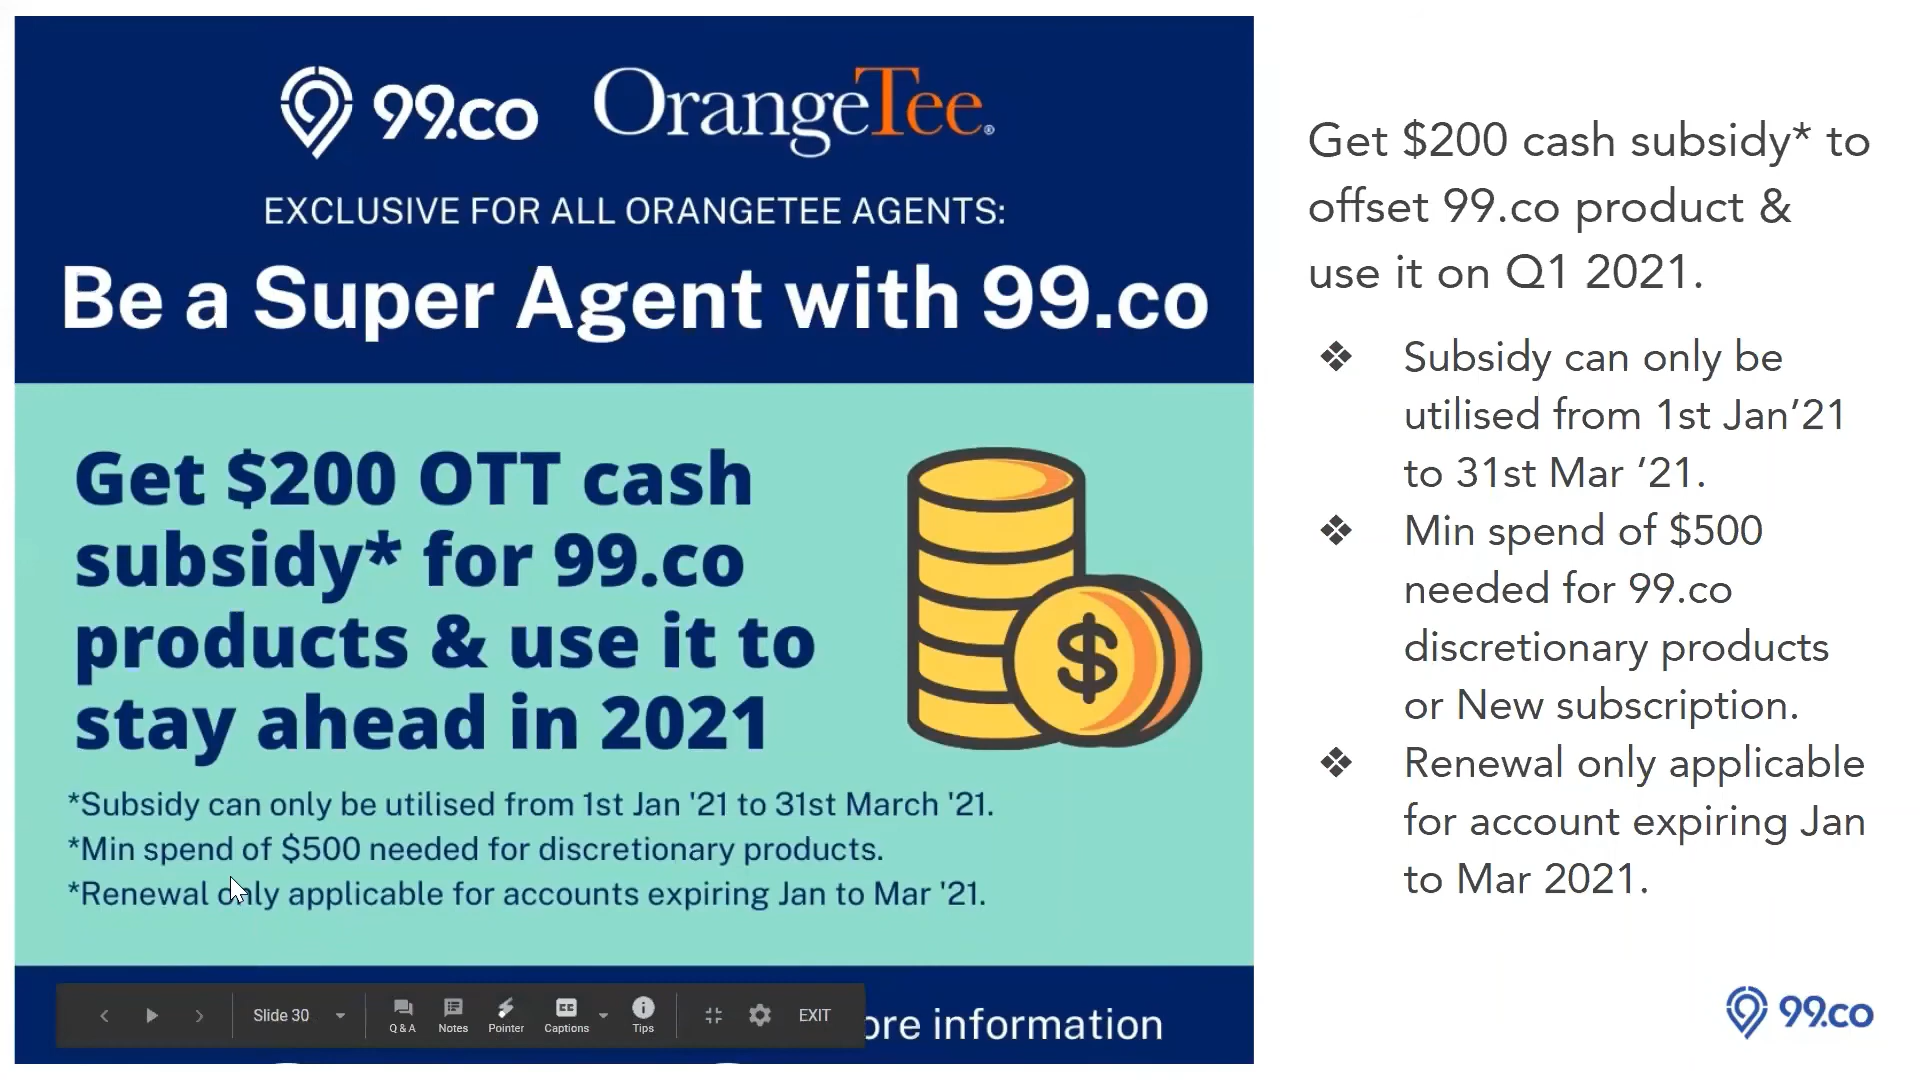 99.co OrangeTee®
EXCLUSIVE FOR ALL ORANGETEE AGENTS:
Be a Super Agent with 99.co
Get $200 OTT cash
subsidy* for 99.co
products & use it to
stay ahead in 2021
$
*Subsidy can only be utilised from 1st Jan '21 to 31st March '21.
*Min spend of $500 needed for discretionary products.
*Renewal only applicable for accounts expiring Jan to Mar '21.
ore information
Slide 30
Q & A
Notes
Pointer
CC
Captions
Tips
EXIT
Get $200 cash subsidy* to
offset 99.co product &
use it on Q1 2021.
❖ Subsidy can only be
utilised from 1st Jan’21
to 31st Mar ‘21.
❖ Min spend of $500
needed for 99.co
discretionary products
or New subscription.
❖ Renewal only applicable
for account expiring Jan
to Mar 2021.
99.co